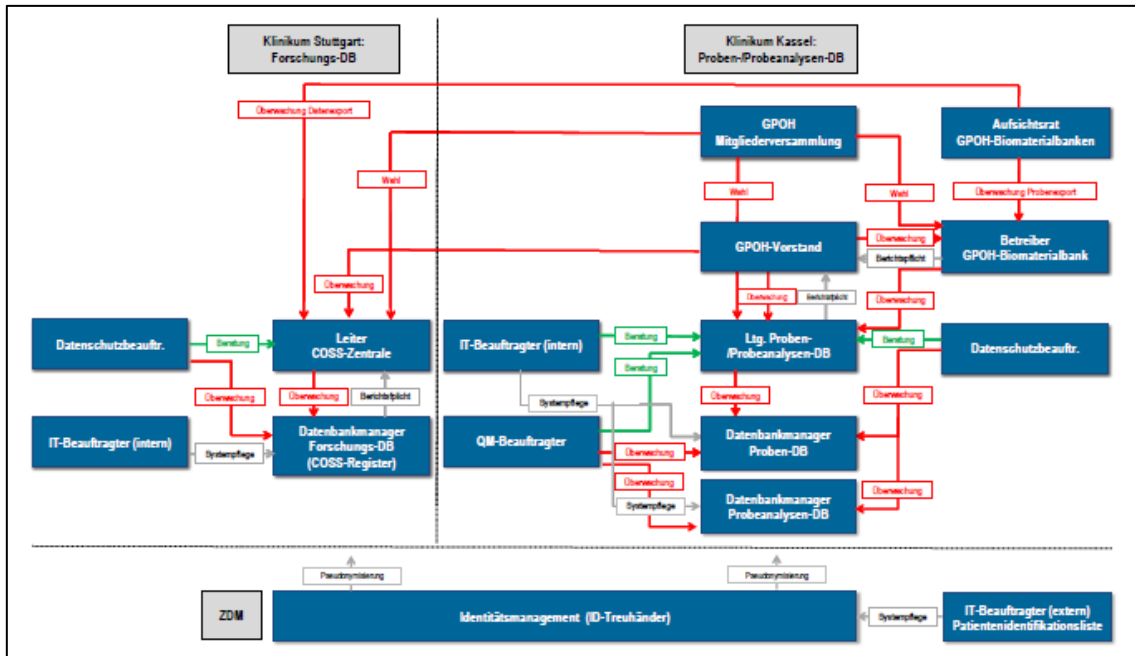 Klinikum Stuttgart:
Forschungs-DB
Klinikum Kassel:
Proben-/Probeanalysen-DB
Überwachung Datenexport
GPOH
Mitgliederversammlung
Aufsichtsrat
GPOH-Biomaterialbanken
Wahl
Wahl
Wahl
Überwachung Probenexport
GPOH-Vorstand
Überwachung
Berichtspflicht
Betreiber
GPOH-Biomaterialbank
Überwachung
Überwachung
Berichtspflicht
Überwachung
Datenschutzbeauftr.
Beratung
Leiter
COSS-Zentrale
IT-Beauftragter (intern)
Beratung
Ltg. Proben-
/Probeanalysen-DB
Beratung
Datenschutzbeauftr.
Beratung
Überwachung
Überwachung
Berichtspflicht
Systempflege
Überwachung
IT-Beauftragter (intern)
Systempflege
Datenbankmanager
Forschungs-DB
(COSS-Register)
QM-Beauftragter
Überwachung
Datenbankmanager
Proben-DB
Überwachung
Systempflege
Datenbankmanager
Probeanalysen-DB
Überwachung
Pseudonymisierung
Pseudonymisierung
ZDM
Identitätsmanagement (ID-Treuhänder)
Systempflege
IT-Beauftragter (extern)
Patientenidentifikationsliste